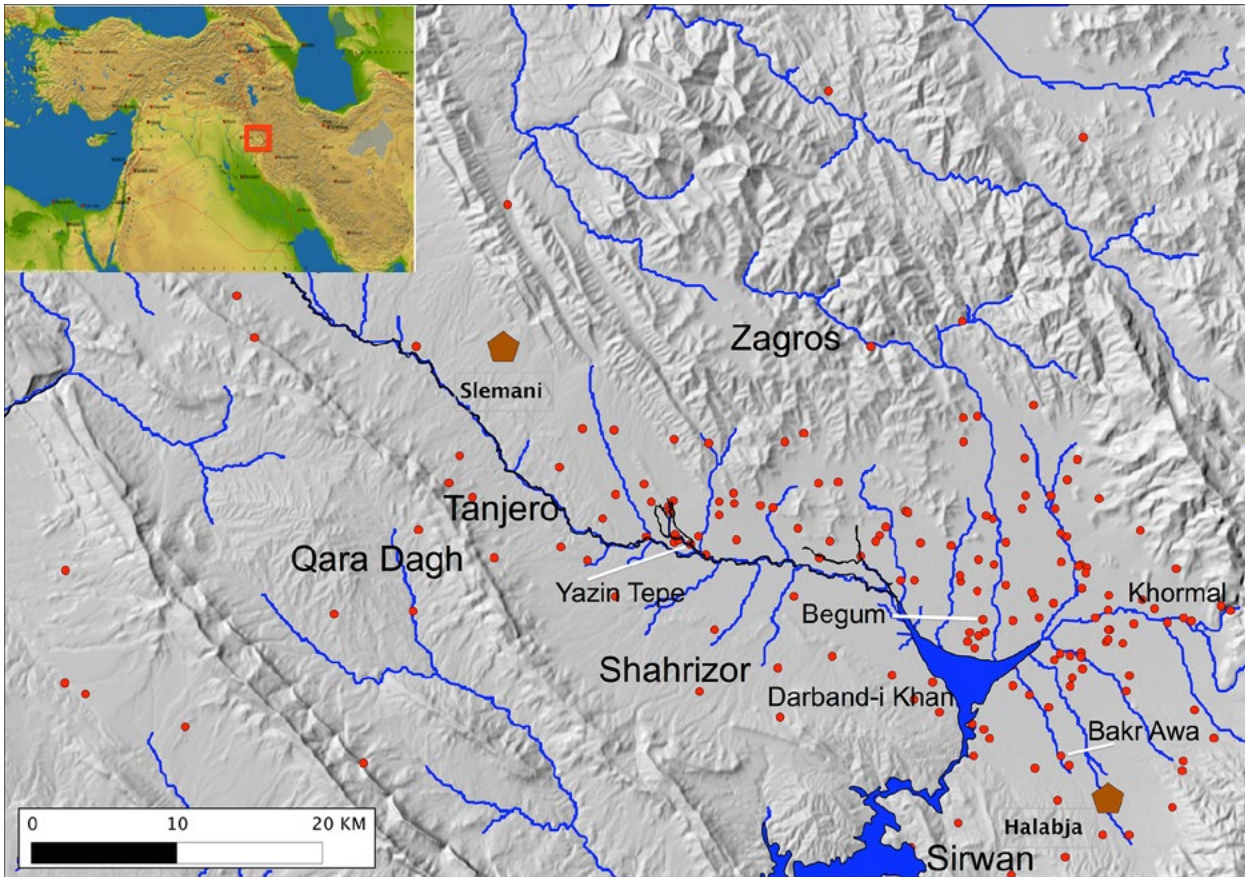 Zagros
Slemani
Tanjero
Qara Dagh
Yazin Tepe
Begum
Khormal
Shahrizor
Darband-i Khan
Bakr Awa
Halabja
Sirwan
0 10 20 KM